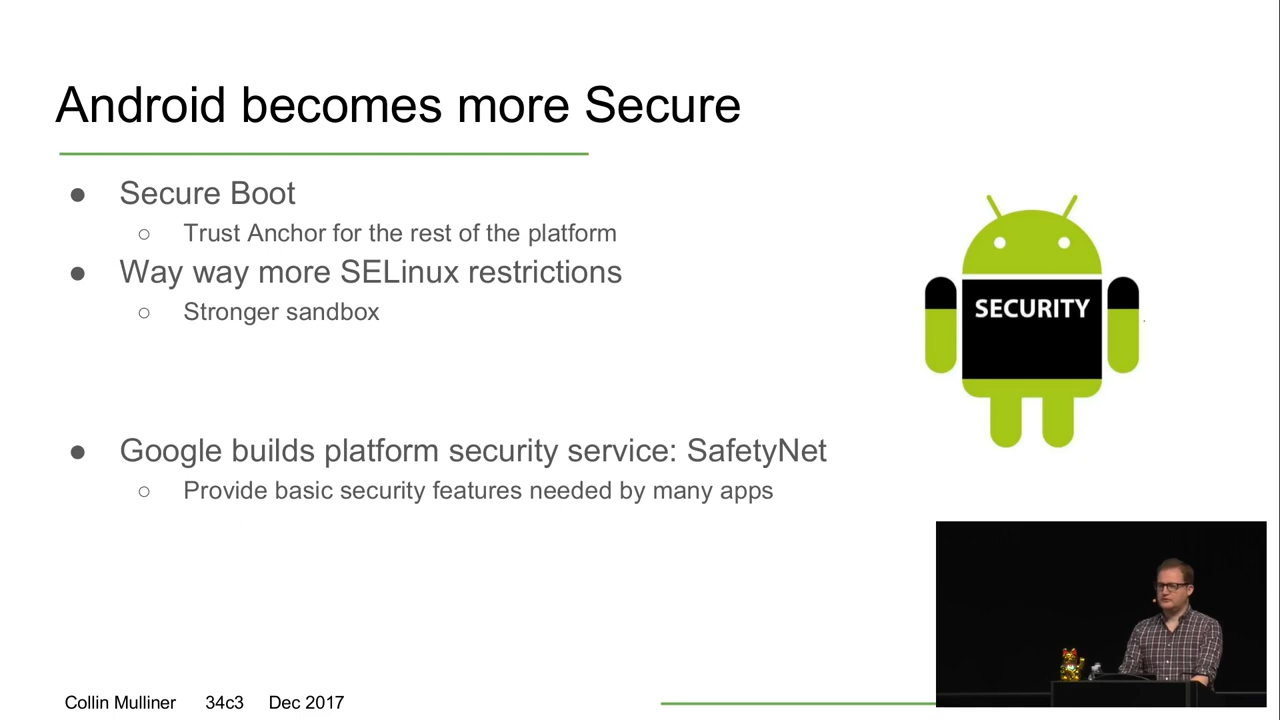 Android becomes more Secure
● Secure Boot
○ Trust Anchor for the rest of the platform
● Way way more SELinux restrictions
○ Stronger sandbox
SECURITY
● Google builds platform security service: SafetyNet
○ Provide basic security features needed by many apps
Collin Mulliner 34c3 Dec 2017